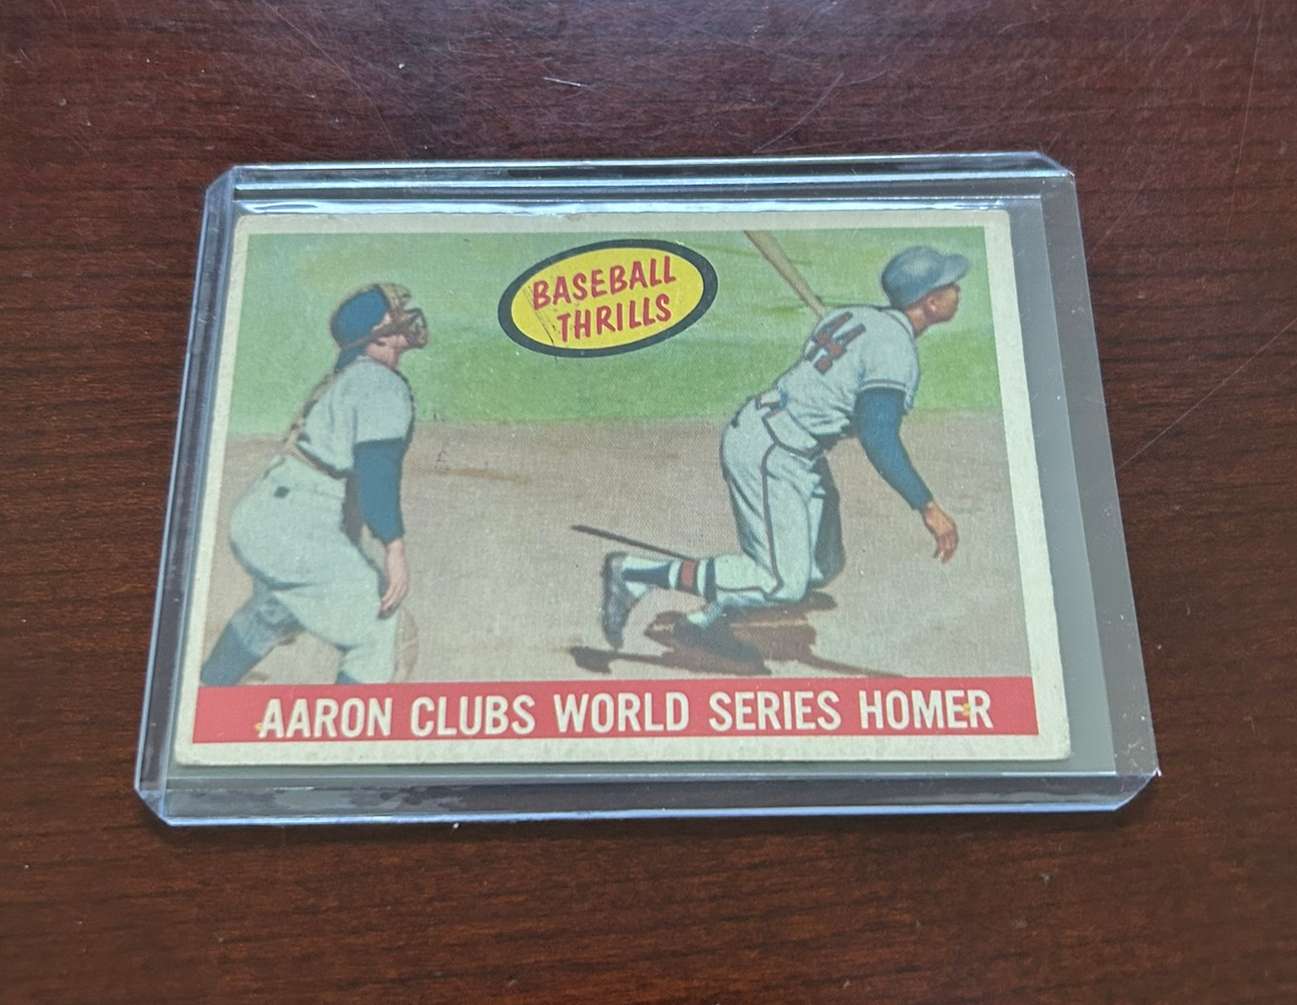 BASEBALL
THRILLS
44
AARON CLUBS WORLD SERIES HOMER